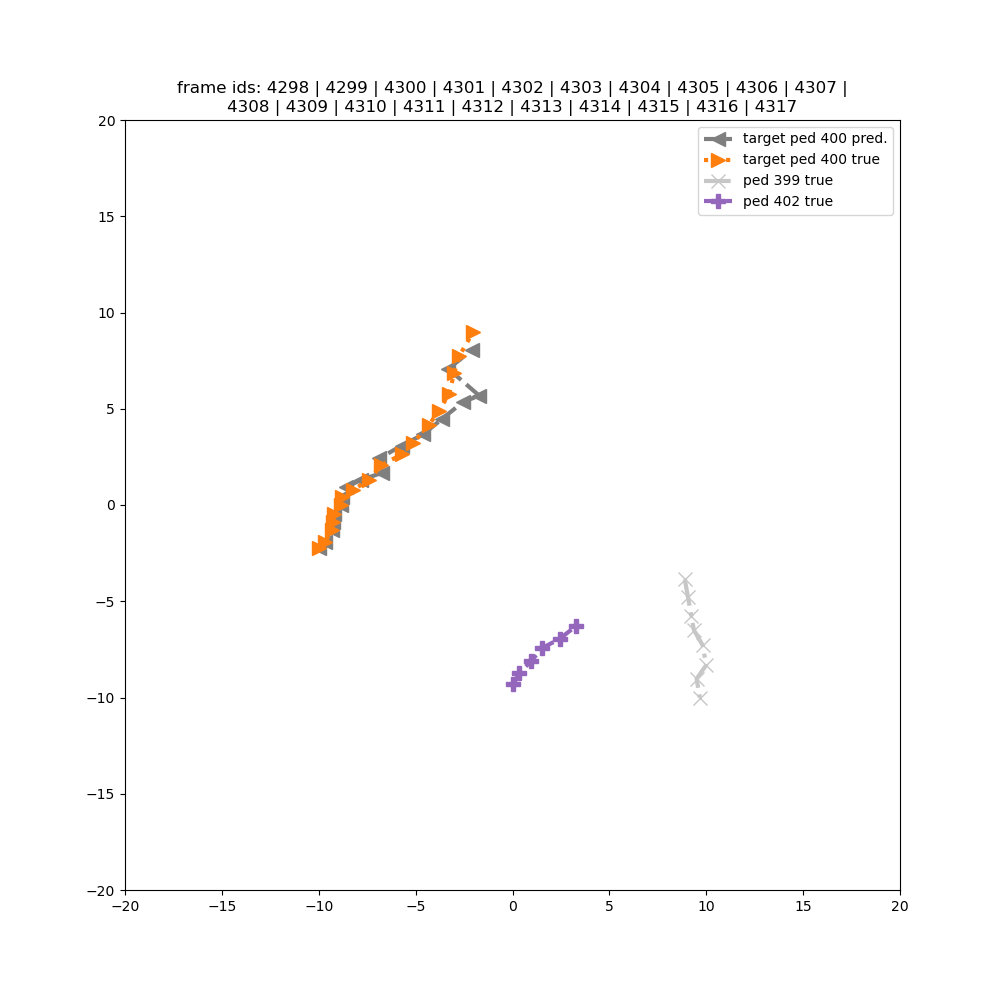 frame ids: 4298 | 4299 | 4300 | 4301 | 4302 | 4303 | 4304 | 4305 | 4306 | 4307 |
4308 | 4309 | 4310 | 4311 | 4312 | 4313 | 4314 | 4315 | 4316 | 4317
target ped 400 pred.
target ped 400 true
ped 399 true
ped 402 true
20
15
10
5
0
−5
−10
−15
−20
−20 −15 −10 −5 0 5 10 15 20